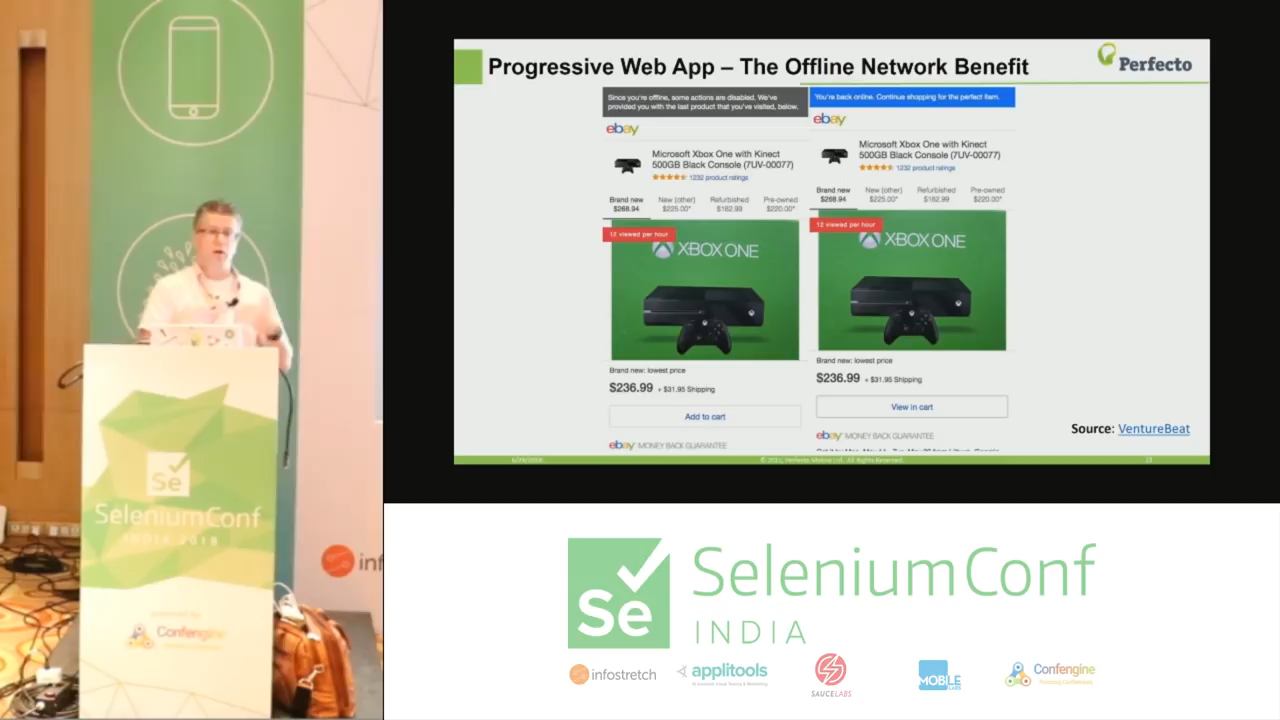 Progressive Web App – The Offline Network Benefit
Perfecto
Since you're offline, some actions are disabled. We've
provided you with the last product that you've visited, below.
ebay
Microsoft Xbox One with Kinect
500GB Black Console (7UV-00077)
1232 product ratings
Brand new New (other) Refurbished Pre-owned
$268.94 $225.00* $182.99 $220.00*
12 viewed per hour
XBOX ONE
Brand new: lowest price
$236.99 + $31.95 Shipping
Add to cart
ebay MONEY BACK GUARANTEE
You're back online. Continue shopping for the perfect item.
ebay
Microsoft Xbox One with Kinect
500GB Black Console (7UV-00077)
1232 product ratings
Brand new New (other) Refurbished Pre-owned
$268.94 $225.00* $182.99 $220.00*
12 viewed per hour
XBOX ONE
Brand new: lowest price
$236.99 + $31.95 Shipping
View in cart
ebay MONEY BACK GUARANTEE
Source: VentureBeat
Se
SeleniumConf
INDIA 2018
Confengine
inf
Se
SeleniumConf
INDIA
infostretch
applitools
SAUCELABS
MOBILE
LABS
Confengine